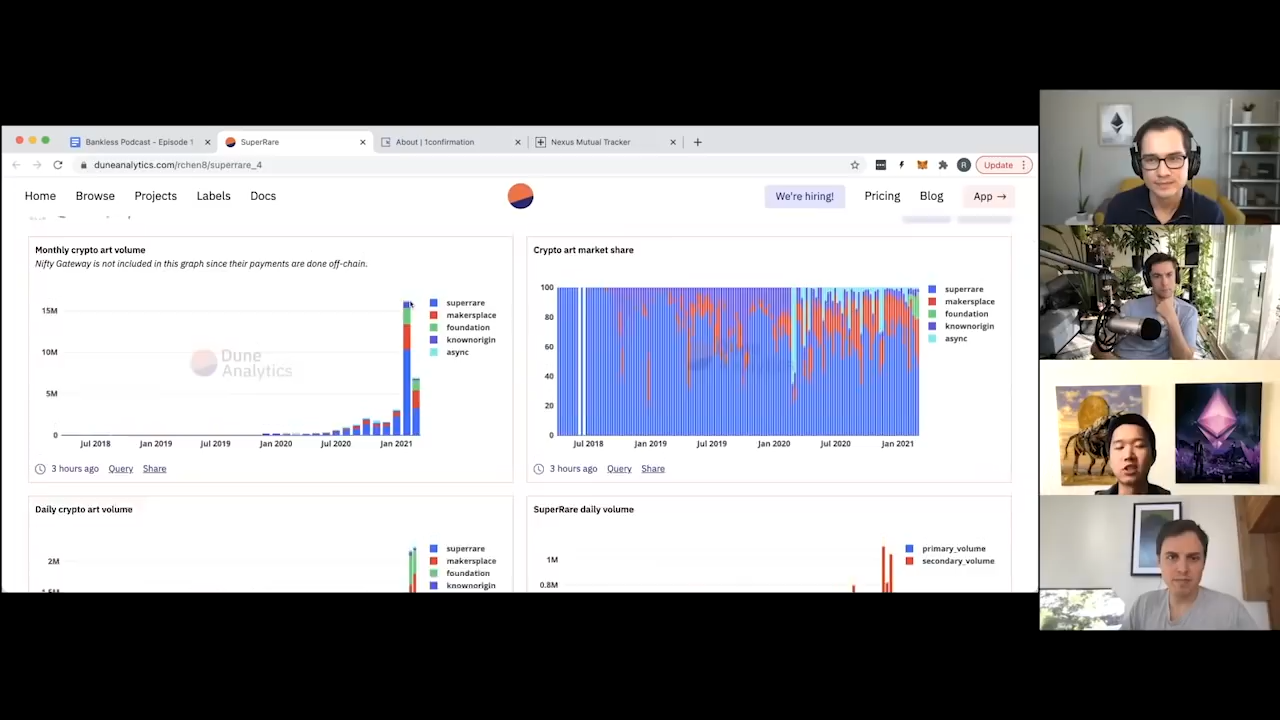 Bankless Podcast - Episode 1
SuperRare
About | 1confirmation
Nexus Mutual Tracker
duneanalytics.com/rchen8/superrare_4
R
Update
Home
Browse
Projects
Labels
Docs
We're hiring!
Pricing
Blog
App →
Monthly crypto art volume
Nifty Gateway is not included in this graph since their payments are done off-chain.
15M
10M
5M
0
Jul 2018
Jan 2019
Jul 2019
Jan 2020
Jul 2020
Jan 2021
Dune
Analytics
superrare
makersplace
foundation
knownorigin
async
3 hours ago
Query
Share
Crypto art market share
100
80
60
40
20
0
Jul 2018
Jan 2019
Jul 2019
Jan 2020
Jul 2020
Jan 2021
superrare
makersplace
foundation
knownorigin
async
3 hours ago
Query
Share
Daily crypto art volume
2M
superrare
makersplace
foundation
knownorigin
SuperRare daily volume
1M
0.8M
primary_volume
secondary_volume